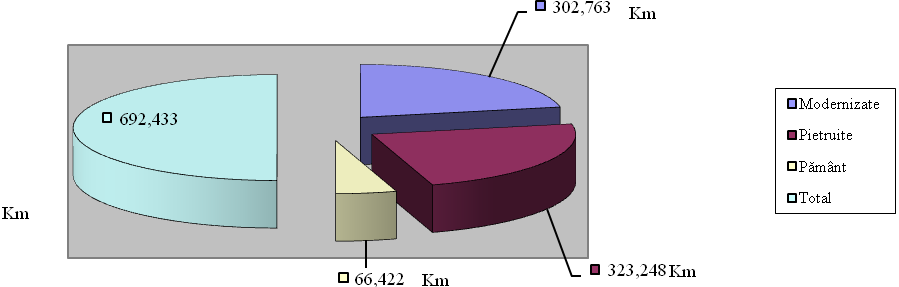 302,763 Km
692,433
Km
66,422 Km
323,248 Km
Modernizate
Pietruite
Pământ
Total